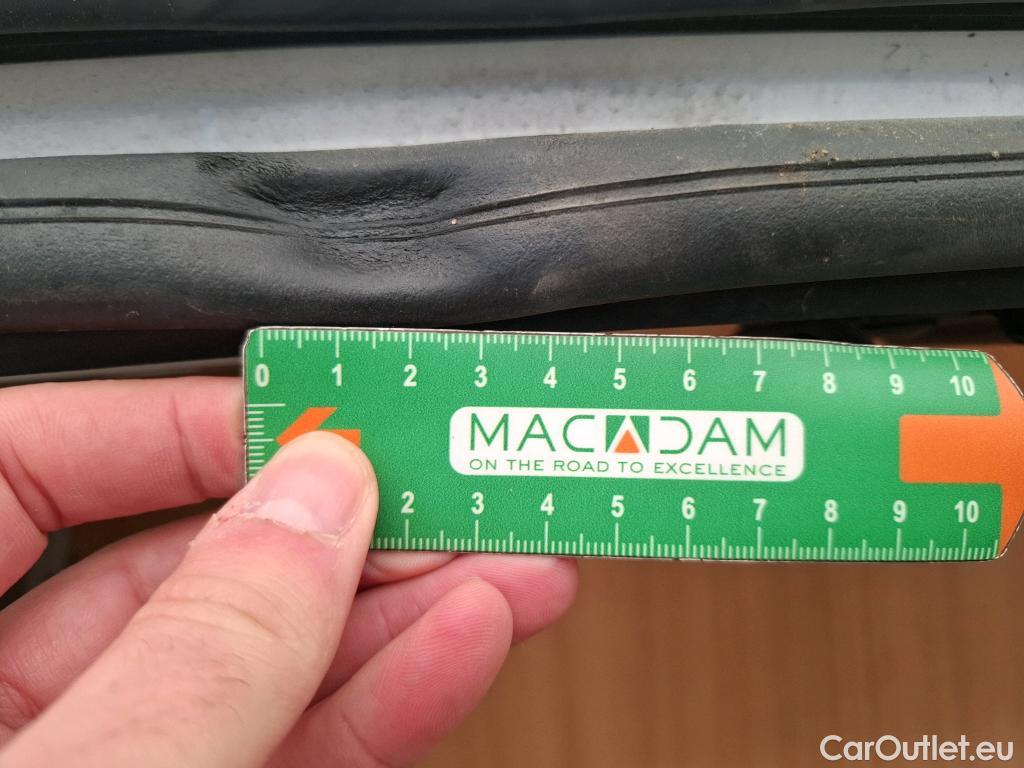 0 1 2 3 4 5 6 7 8 9 10
MACADAM
ON THE ROAD TO EXCELLENCE
2 3 4 5 6 7 8 9 10
CarOutlet.eu